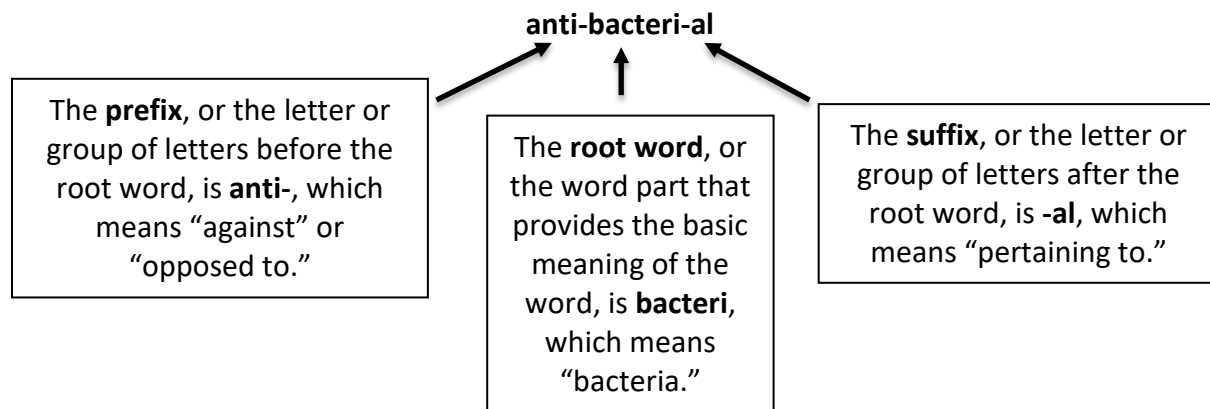 anti-bacteri-al
The prefix, or the letter or
group of letters before the
root word, is anti-, which
means “against” or
“opposed to.”
The root word, or
the word part that
provides the basic
meaning of the
word, is bacteri,
which means
“bacteria.”
The suffix, or the letter or
group of letters after the
root word, is -al, which
means “pertaining to.”